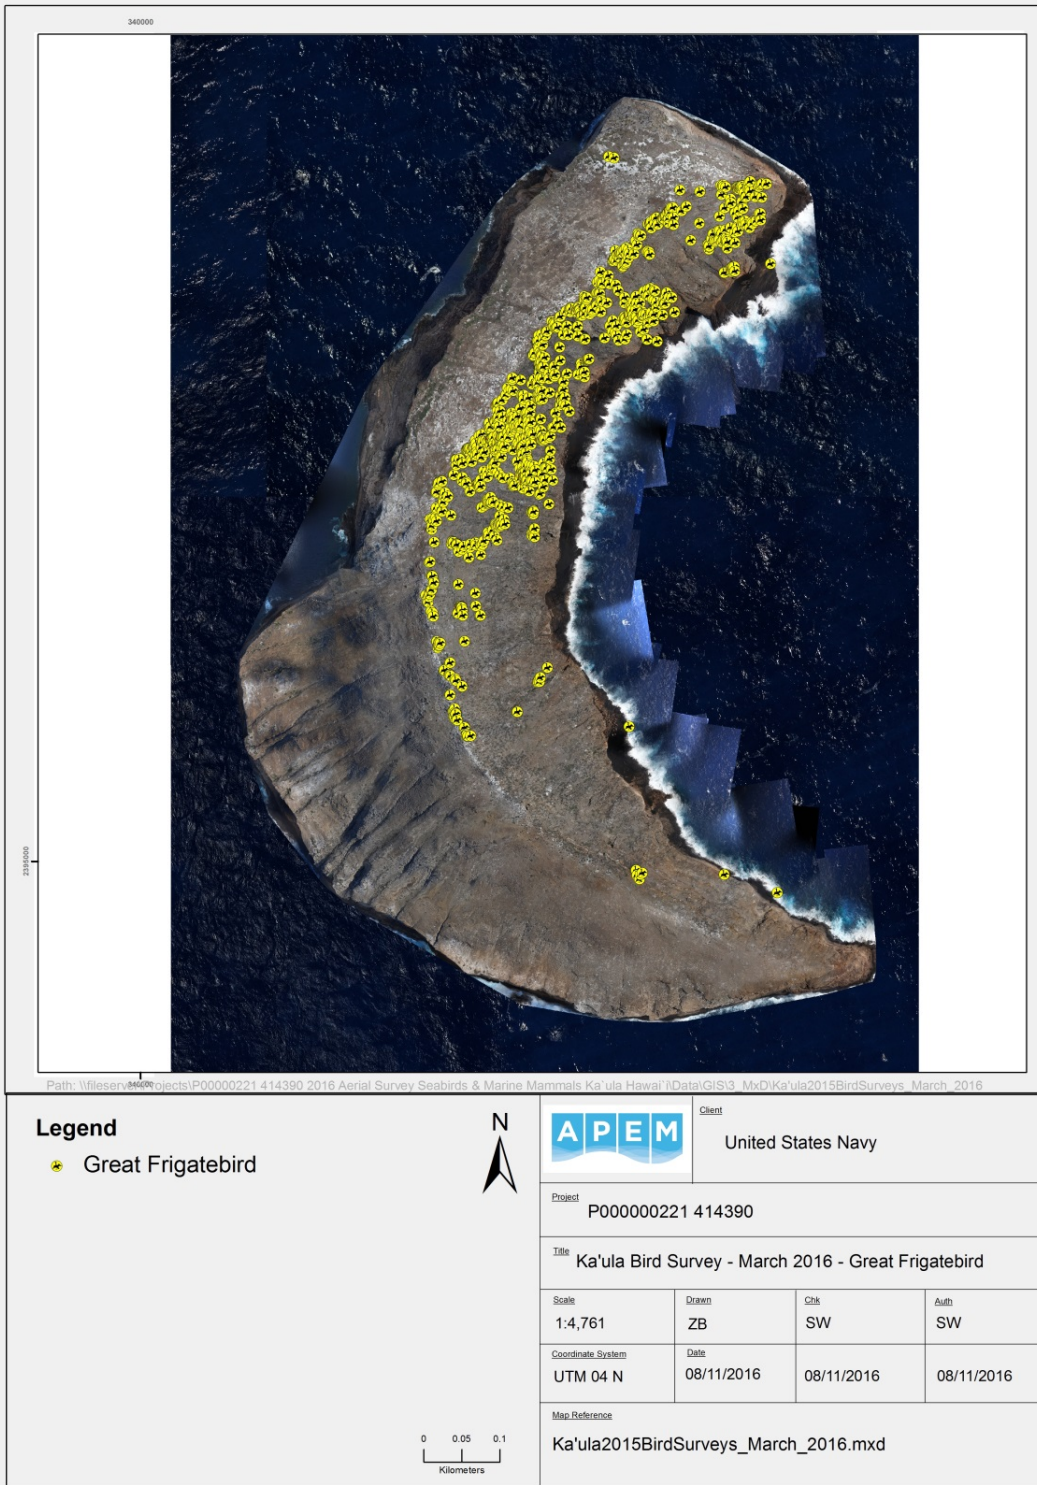 340000
2395000
340000
Path: \\fileserver\Projects\P00000221 414390 2016 Aerial Survey Seabirds & Marine Mammals Ka`ula Hawai`i\Data\GIS\3_MxD\Ka'ula2015BirdSurveys_March_2016
Legend
Great Frigatebird
N
0 0.05 0.1
Kilometers
APEM
Client
United States Navy
Project
P000000221 414390
Title
Ka'ula Bird Survey - March 2016 - Great Frigatebird
Scale
1:4,761
Drawn
ZB
Chk
SW
Auth
SW
Coordinate System
UTM 04 N
Date
08/11/2016
08/11/2016
08/11/2016
Map Reference
Ka'ula2015BirdSurveys_March_2016.mxd